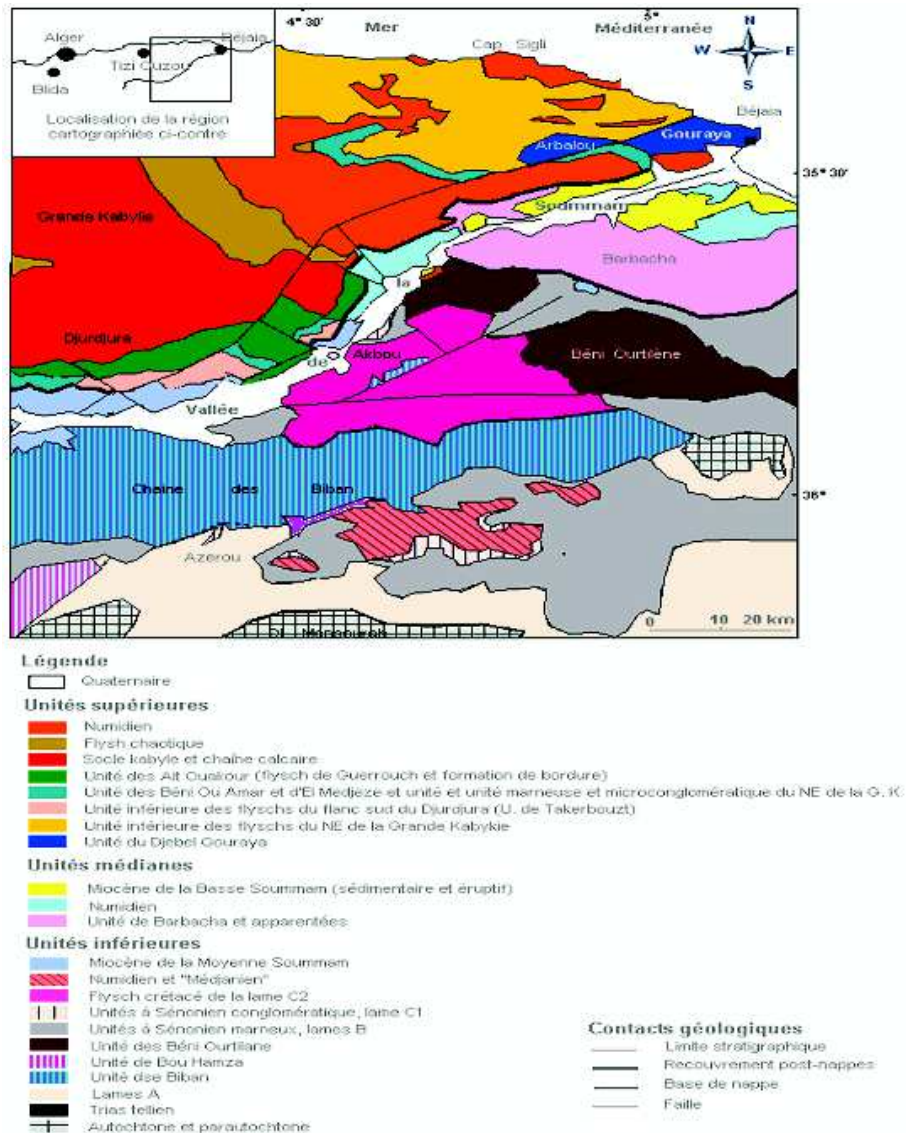 4° 30'
Mer
Méditerranée
5°
N
W E
S
Alger
Béjaia
Tizi Ouzou
Blida
Localisation de la région
cartographiée ci-contre
Cap Sigli
Béjaia
Gouraya
Arbalou
35° 30'
Soummam
Grande Kabylie
Barbacha
la
Djurdjura
de
Akbou
Béni Ourtilène
Vallée
Chaine des Biban
36°
Azerou
0 10 20 km
Légende
Quaternaire
Unités supérieures
Numidien
Flysh chaotique
Socle kabyle et chaîne calcaire
Unité des Ait Ouakour (flysch de Guerrouch et formation de bordure)
Unité des Béni Ou Amar et d'El Medjeze et unité et unité marneuse et microconglomératique du NE de la G. K
Unité inférieure des flyschs du flanc sud du Djurdjura (U. de Takerbouzt)
Unité intérieure des flyschs du NE de la Grande Kabykie
Unité du Djebel Gouraya
Unités médianes
Miocène de la Basse Soummam (sédimentaire et éruptif)
Numidien
Unité de Barbacha et apparentées
Unités inférieures
Miocène de la Moyenne Soummam
Numidien et "Médjanien"
Flysch crétacé de la lame C2
Unités à Sénonien conglomératique, lame C1
Unités à Sénonien marneux, lames B
Unité des Béni Ourtilane
Unité de Bou Hamza
Unité dse Biban
Lames A
Trias tellien
Autochtone et parautochtone
Contacts géologiques
Limite stratigraphique
Recouvrement post-nappes
Base de nappe
Faille